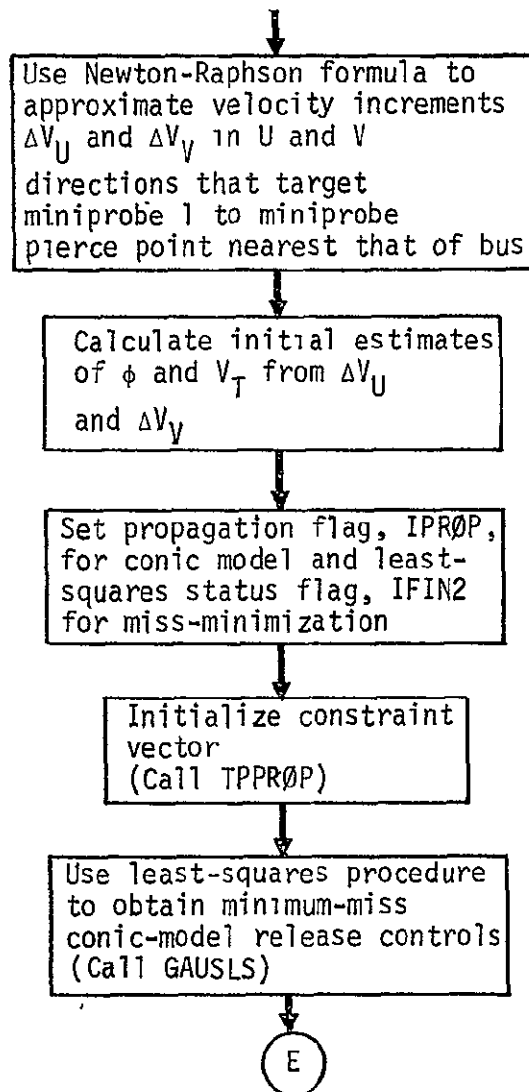 Use Newton-Raphson formula to
approximate velocity increments
ΔV_U and ΔV_V in U and V
directions that target
miniprobe 1 to miniprobe
pierce point nearest that of bus
Calculate initial estimates
of φ and V_T from ΔV_U
and ΔV_V
Set propagation flag, IPRØP,
for conic model and least-
squares status flag, IFIN2
for miss-minimization
Initialize constraint
vector
(Call TPPRØP)
Use least-squares procedure
to obtain minimum-miss
conic-model release controls
(Call GAUSLS)
E